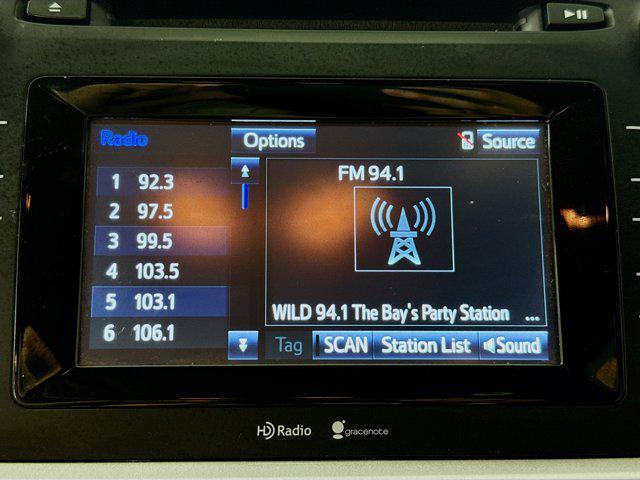 Radio
Options
Source
1 92.3
2 97.5
3 99.5
4 103.5
5 103.1
6 106.1
FM 94.1
WILD 94.1 The Bay's Party Station ...
Tag
SCAN
Station List
Sound
HD Radio
gracenote